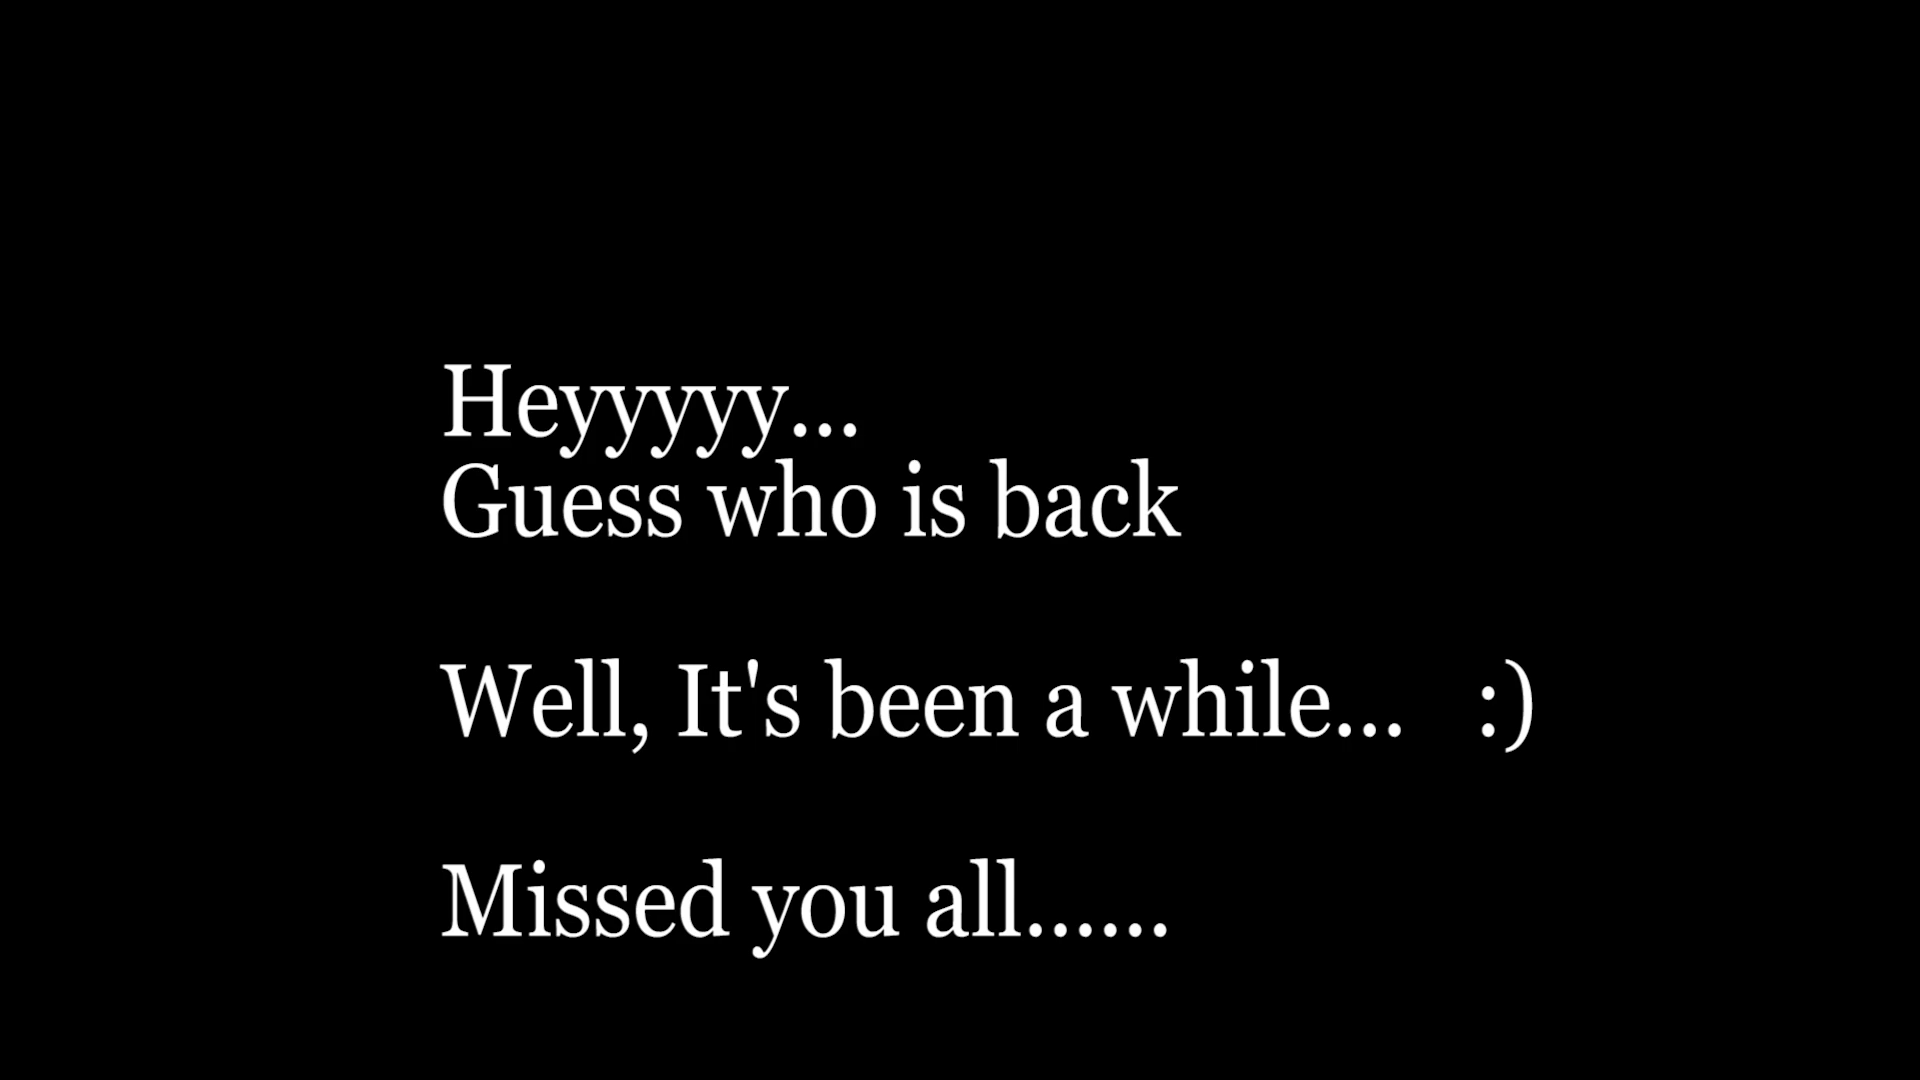 Heyyyyy...
Guess who is back
Well, It's been a while... :)
Missed you all......